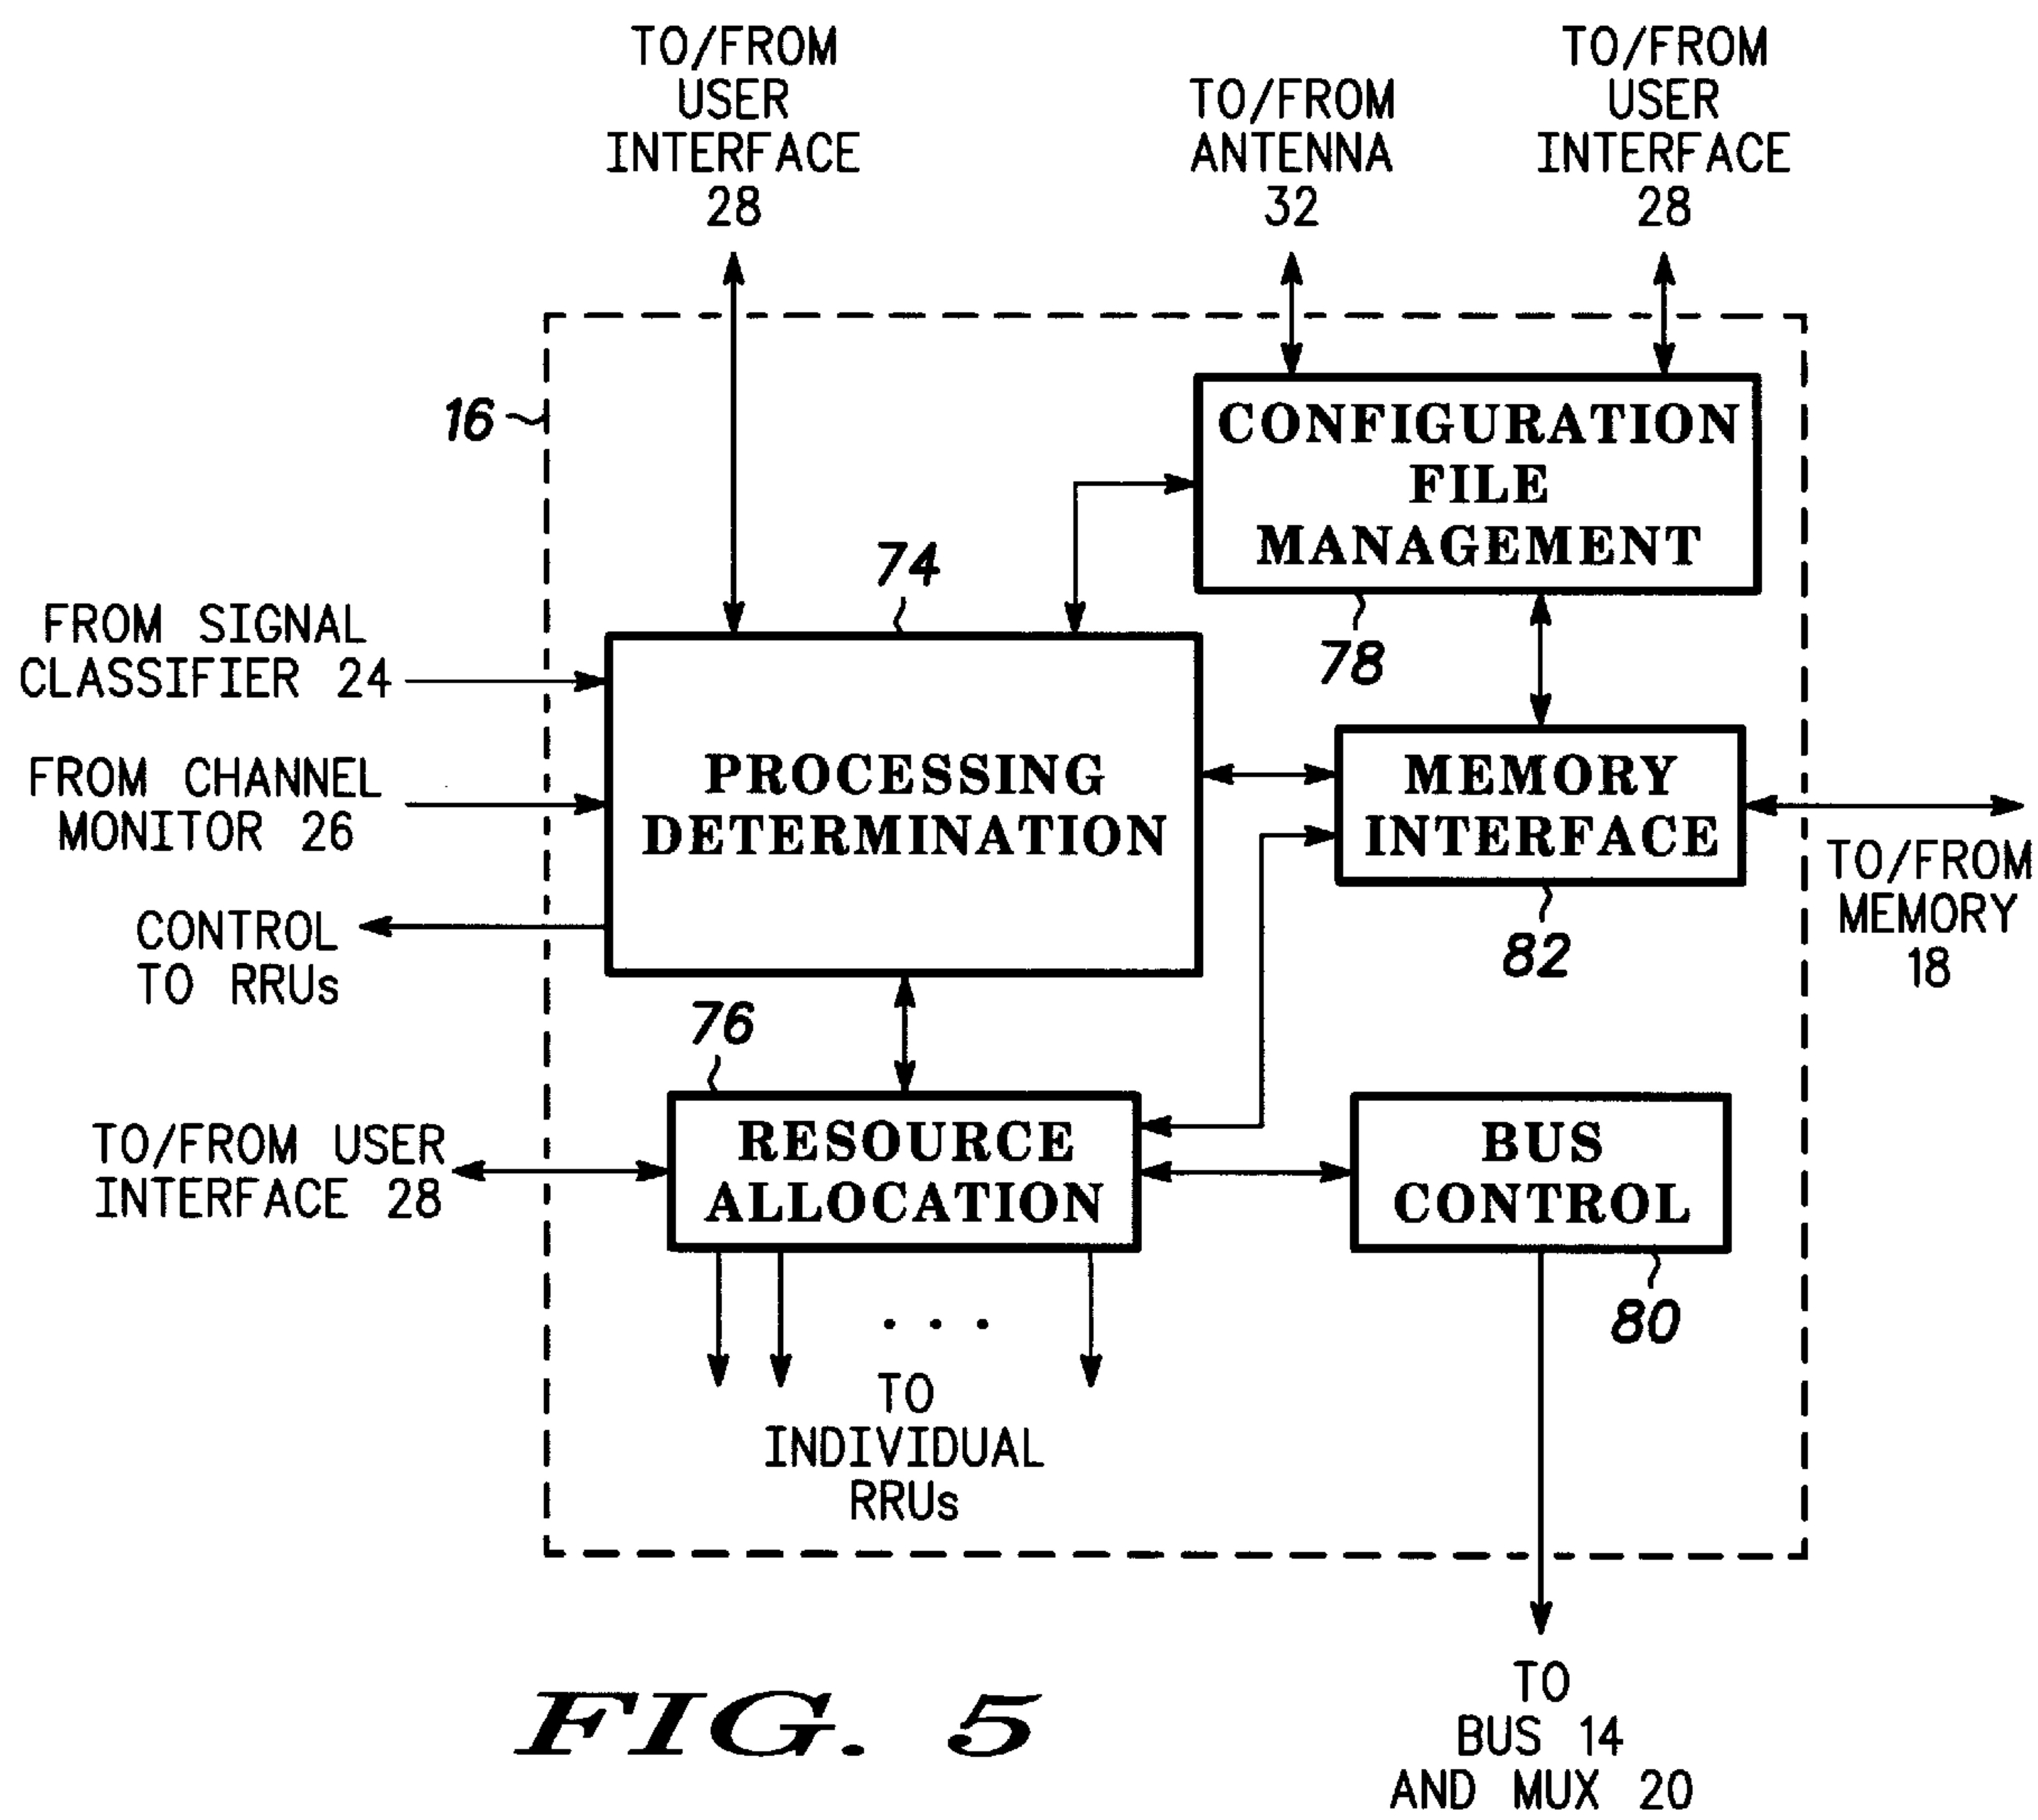 TO/FROM
USER
INTERFACE
28
TO/FROM
ANTENNA
32
TO/FROM
USER
INTERFACE
28
16
CONFIGURATION
FILE
MANAGEMENT
78
74
FROM SIGNAL
CLASSIFIER 24
FROM CHANNEL
MONITOR 26
CONTROL
TO RRUs
PROCESSING
DETERMINATION
MEMORY
INTERFACE
82
TO/FROM
MEMORY
18
76
TO/FROM USER
INTERFACE 28
RESOURCE
ALLOCATION
BUS
CONTROL
80
. . .
TO
INDIVIDUAL
RRUs
TO
BUS 14
AND MUX 20
FIG. 5